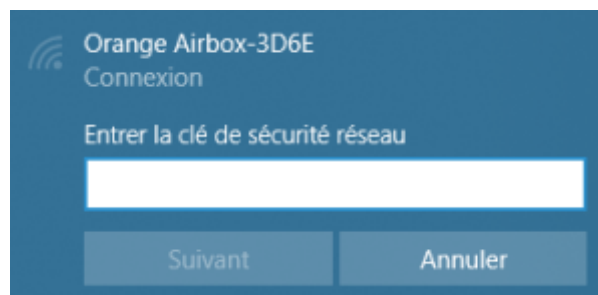 Orange Airbox-3D6E
Connexion
Entrer la clé de sécurité réseau
Suivant
Annuler